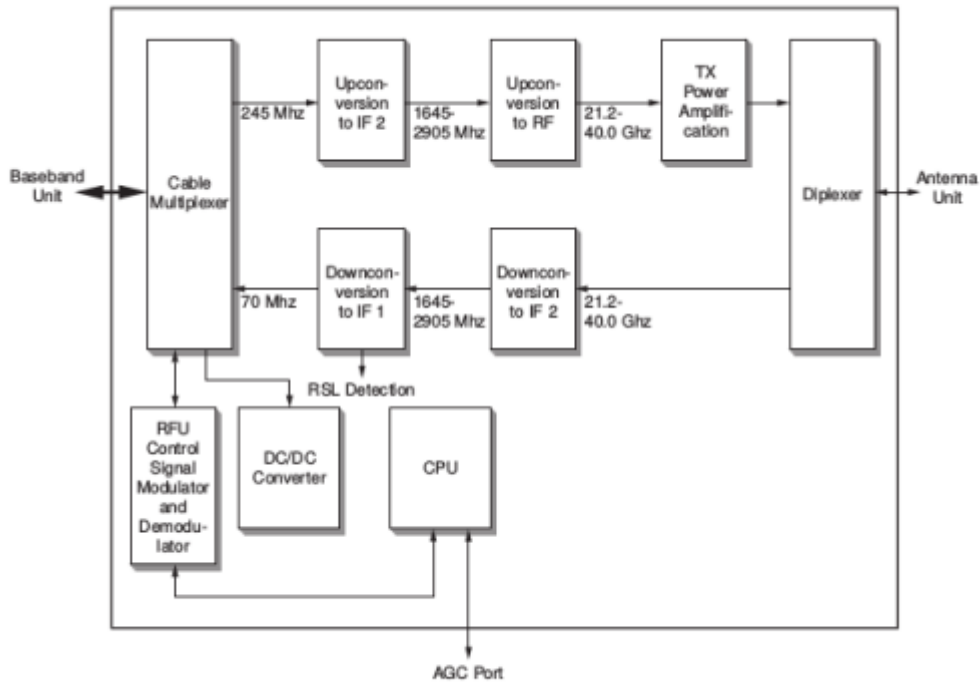 Upcon-
version
to IF 2
Upcon-
version
to RF
TX
Power
Amplifi-
cation
245 Mhz
1645-
2905 Mhz
21.2-
40.0 Ghz
Baseband
Unit
Cable
Multiplexer
Diplexer
Antenna
Unit
Downcon-
version
to IF 1
Downcon-
version
to IF 2
70 Mhz
1645-
2905 Mhz
21.2-
40.0 Ghz
RSL Detection
RFU
Control
Signal
Modulator
and
Demodu-
lator
DC/DC
Converter
CPU
AGC Port